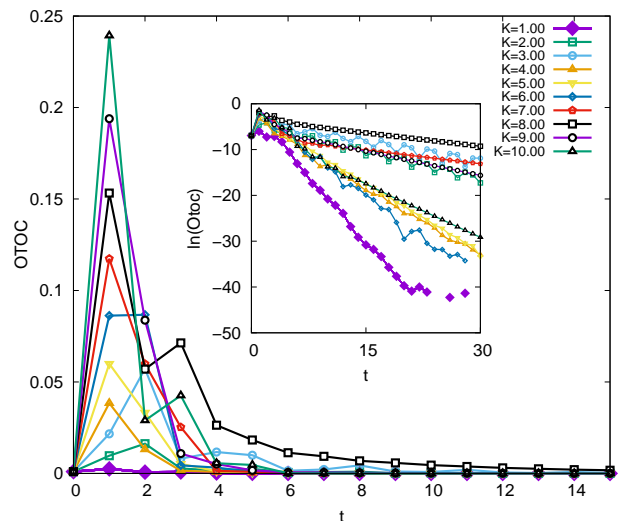 0.25
0.2
0.15
0.1
0.05
0
OTOC
0 2 4 6 8 10 12 14
t
K=1.00
K=2.00
K=3.00
K=4.00
K=5.00
K=6.00
K=7.00
K=8.00
K=9.00
K=10.00
0
−10
−20
−30
−40
−50
ln(Otoc)
0 15 30
t